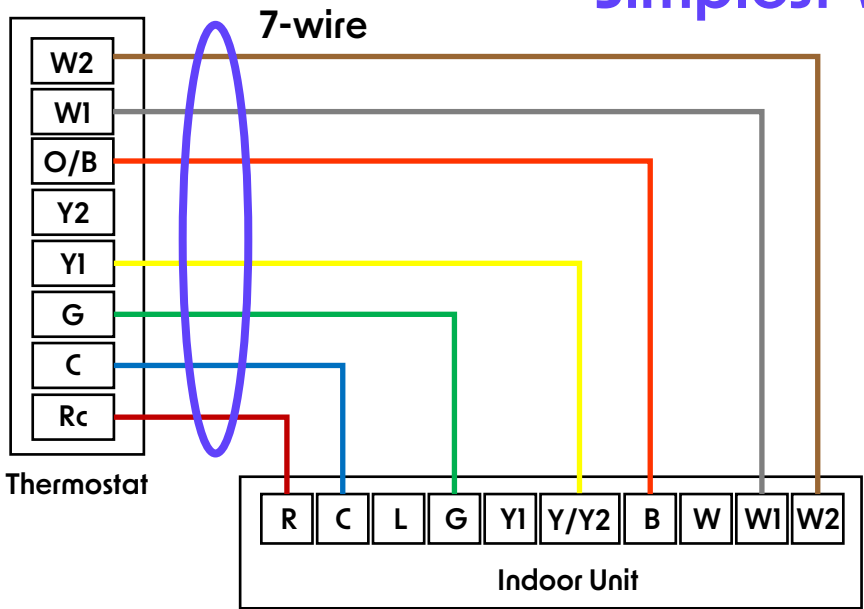 7-wire
W2
W1
O/B
Y2
Y1
G
C
Rc
Thermostat
R C L G Y1 Y/Y2 B W W1 W2
Indoor Unit